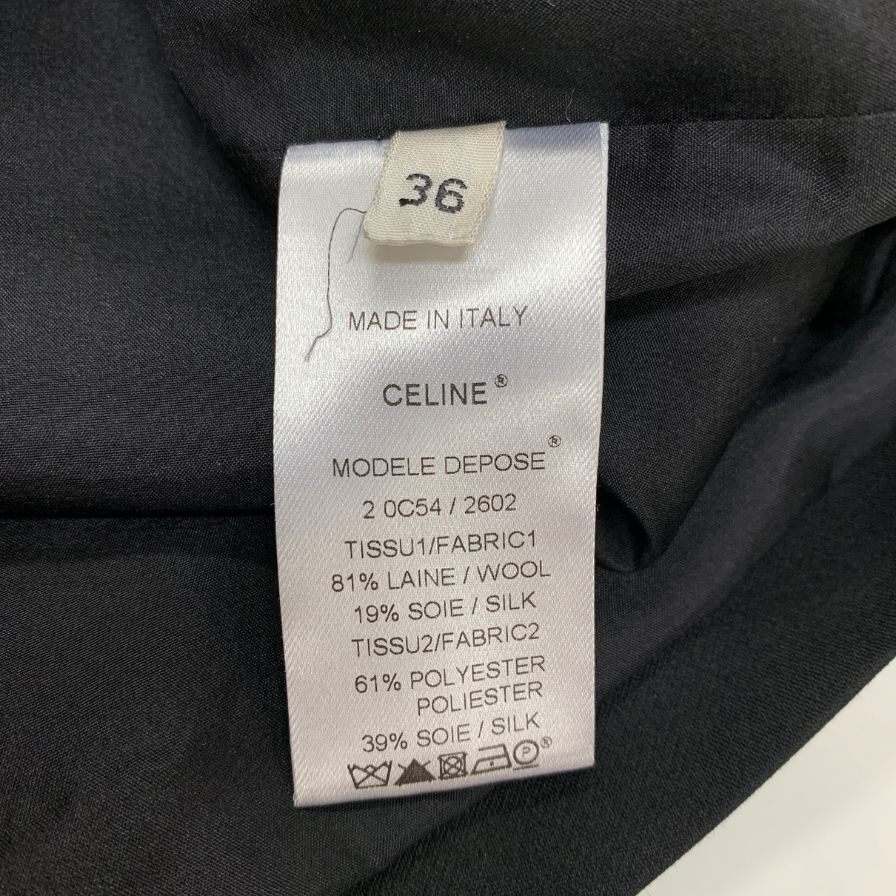 36
MADE IN ITALY
CELINE®
MODELE DEPOSE®
2 0C54 / 2602
TISSU1/FABRIC1
81% LAINE / WOOL
19% SOIE / SILK
TISSU2/FABRIC2
61% POLYESTER
POLIESTER
39% SOIE / SILK
P®